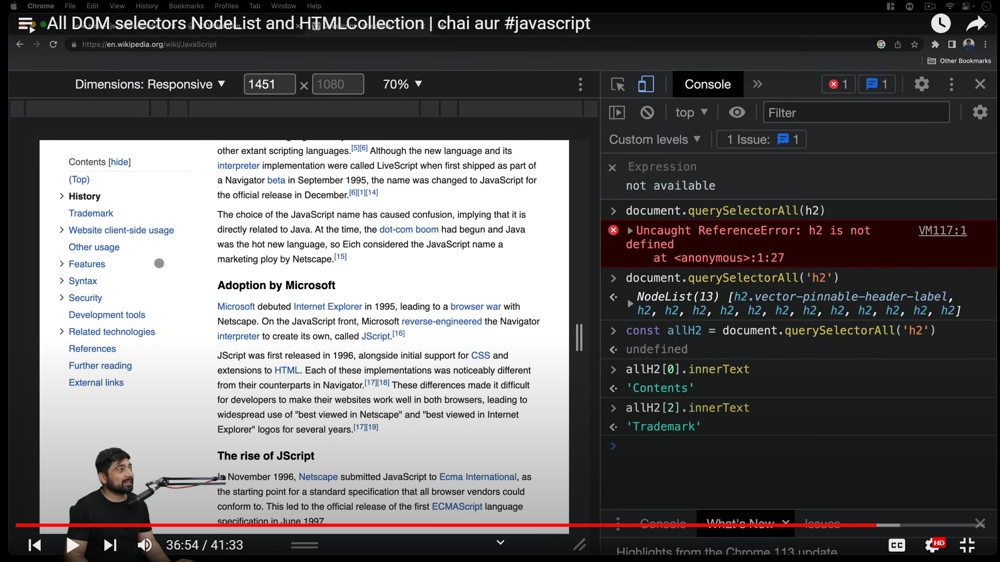 Chrome File Edit View History Bookmarks Profiles Tab Window Help
All DOM selectors NodeList and HTMLCollection | chai aur #javascript
https://en.wikipedia.org/wiki/JavaScript
Other Bookmarks
Dimensions: Responsive ▼ 1451 × 1080 70% ▼
Contents [hide]
(Top)
History
Trademark
Website client-side usage
Other usage
Features
Syntax
Security
Development tools
Related technologies
References
Further reading
External links
other extant scripting languages.[5][6] Although the new language and its
interpreter implementation were called LiveScript when first shipped as part of
a Navigator beta in September 1995, the name was changed to JavaScript for
the official release in December.[6][1][14]
The choice of the JavaScript name has caused confusion, implying that it is
directly related to Java. At the time, the dot-com boom had begun and Java
was the hot new language, so Eich considered the JavaScript name a
marketing ploy by Netscape.[15]
Adoption by Microsoft
Microsoft debuted Internet Explorer in 1995, leading to a browser war with
Netscape. On the JavaScript front, Microsoft reverse-engineered the Navigator
interpreter to create its own, called JScript.[16]
JScript was first released in 1996, alongside initial support for CSS and
extensions to HTML. Each of these implementations was noticeably different
from their counterparts in Navigator.[17][18] These differences made it difficult
for developers to make their websites work well in both browsers, leading to
widespread use of "best viewed in Netscape" and "best viewed in Internet
Explorer" logos for several years.[17][19]
The rise of JScript
In November 1996, Netscape submitted JavaScript to Ecma International, as
the starting point for a standard specification that all browser vendors could
conform to. This led to the official release of the first ECMAScript language
specification in June 1997.
Console » 1 1
top ▼ Filter
Custom levels ▼ 1 Issue: 1
Expression
not available
> document.querySelectorAll(h2)
Uncaught ReferenceError: h2 is not VM117:1
defined
at <anonymous>:1:27
> document.querySelectorAll('h2')
NodeList(13) [h2.vector-pinnable-header-label,
h2, h2, h2, h2, h2, h2, h2, h2, h2, h2, h2, h2]
> const allH2 = document.querySelectorAll('h2')
undefined
> allH2[0].innerText
'Contents'
> allH2[2].innerText
'Trademark'
>
Console What's New × Issues
Highlights from the Chrome 113 update
36:54 / 41:33
CC HD